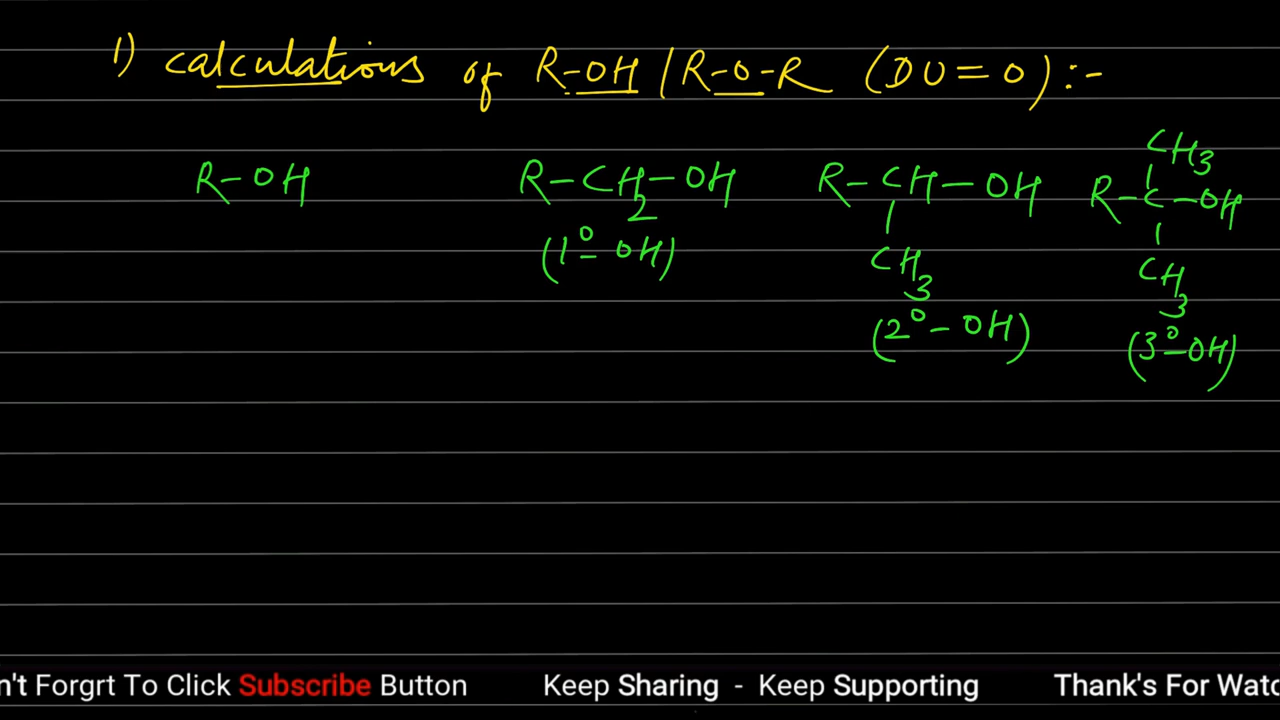 1) calculations of R-OH / R-O-R (DU=0):-
R-OH
R-CH2-OH
(1°-OH)
R-CH-OH
CH3
(2°-OH)
CH3
R-C-OH
CH3
(3°-OH)
n't Forgrt To Click Subscribe Button Keep Sharing - Keep Supporting Thank's For Watc